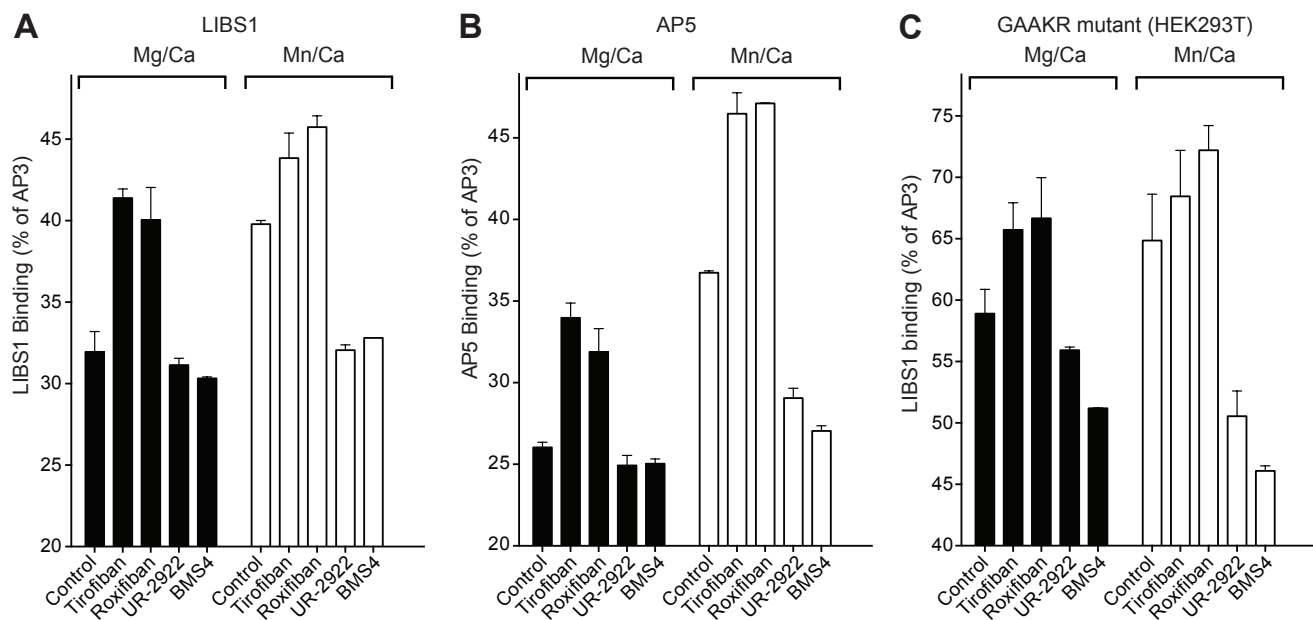 A
LIBS1
Mg/Ca
Mn/Ca
LIBS1 Binding (% of AP3)
45
40
35
30
25
20
Control
Tirofiban
Roxifiban
UR-2922
BMS4
Control
Tirofiban
Roxifiban
UR-2922
BMS4
B
AP5
Mg/Ca
Mn/Ca
AP5 Binding (% of AP3)
45
40
35
30
25
20
Control
Tirofiban
Roxifiban
UR-2922
BMS4
Control
Tirofiban
Roxifiban
UR-2922
BMS4
C
GAAKR mutant (HEK293T)
Mg/Ca
Mn/Ca
LIBS1 binding (% of AP3)
75
70
65
60
55
50
45
40
Control
Tirofiban
Roxifiban
UR-2922
BMS4
Control
Tirofiban
Roxifiban
UR-2922
BMS4